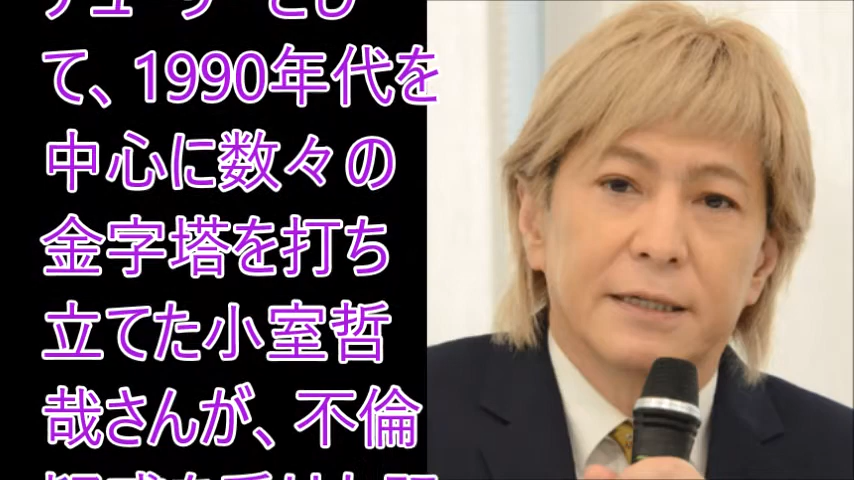 て、1990年代を
中心に数々の
金字塔を打ち
立てた小室哲
哉さんが、不倫